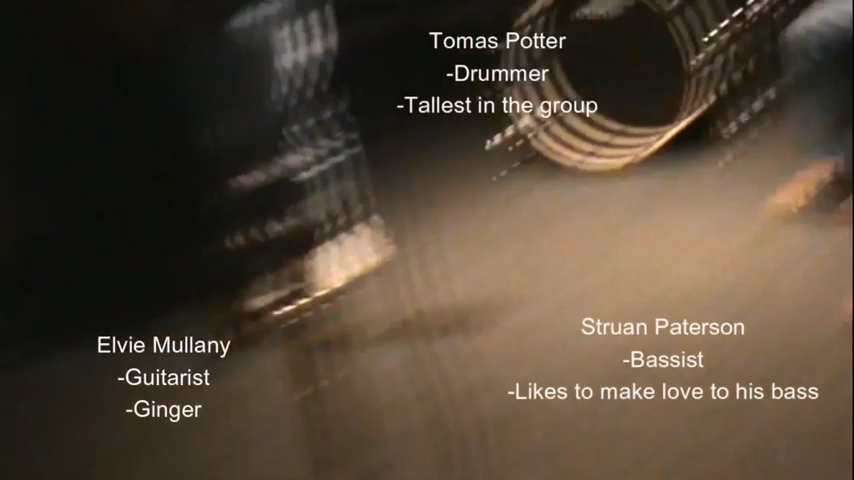 Tomas Potter
-Drummer
-Tallest in the group
Elvie Mullany
-Guitarist
-Ginger
Struan Paterson
-Bassist
-Likes to make love to his bass